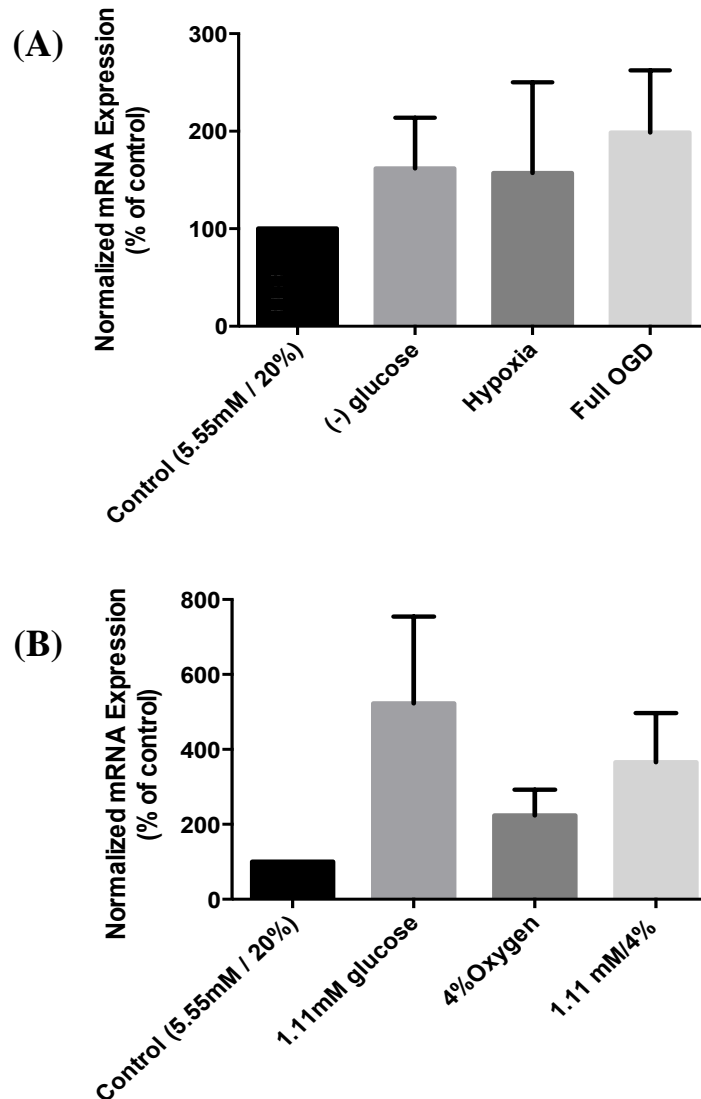 (A)
Normalized mRNA Expression
(% of control)
300
200
100
0
Control (5.55mM / 20%)
(-) glucose
Hypoxia
Full OGD
(B)
Normalized mRNA Expression
(% of control)
800
600
400
200
0
Control (5.55mM / 20%)
1.11mM glucose
4%Oxygen
1.11 mM/4%